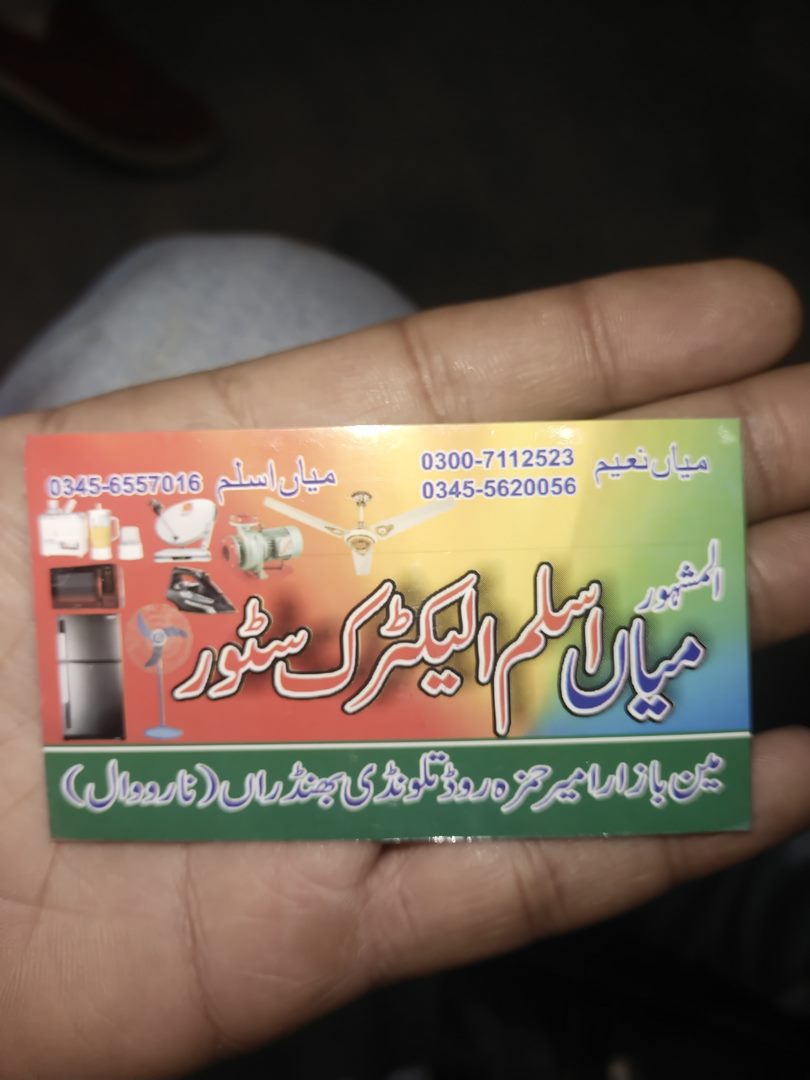 میاں نعیم 0300-7112523
0345-5620056
میاں اسلم 0345-6557016
المشہور
میاں اسلم الیکٹرک سٹور
مین بازار امیر حمزہ روڈ تلونڈی بھنڈراں (نارووال)